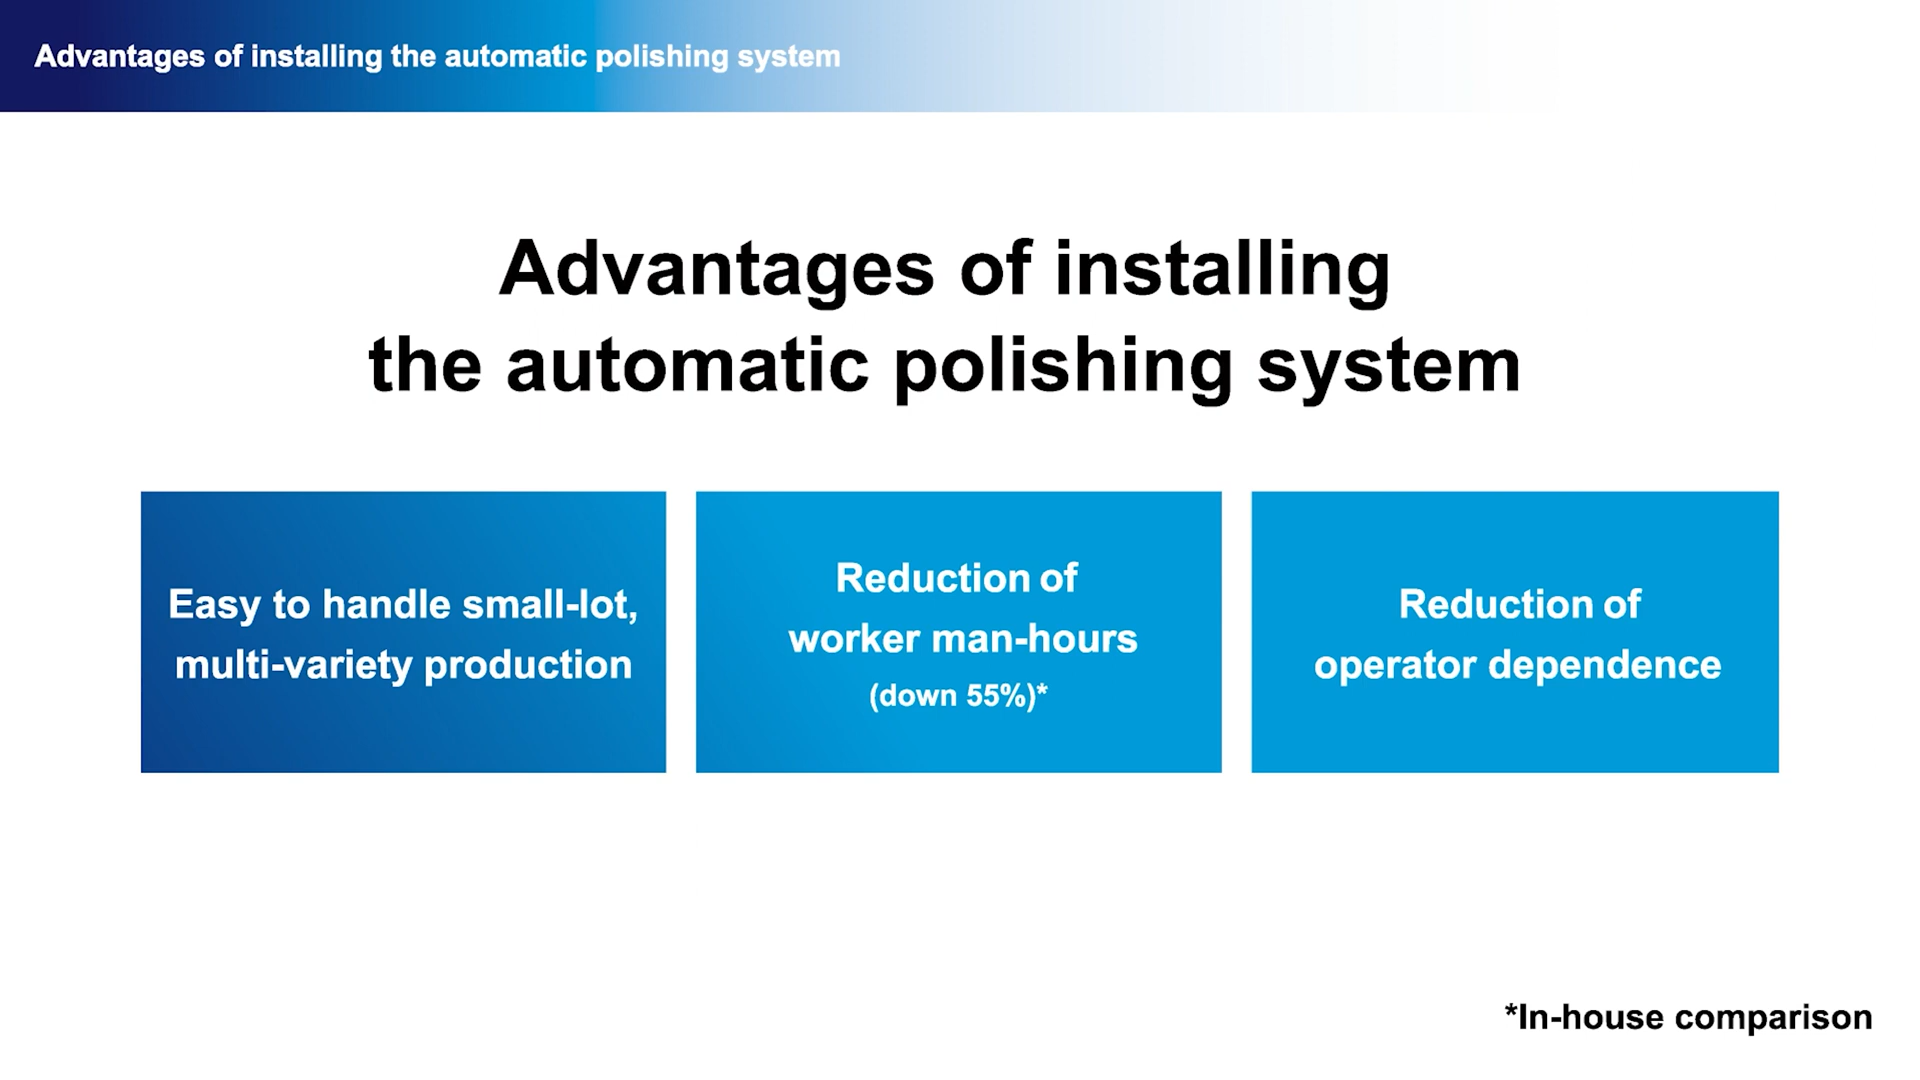 Advantages of installing the automatic polishing system
Advantages of installing
the automatic polishing system
Easy to handle small-lot,
multi-variety production
Reduction of
worker man-hours
(down 55%)*
Reduction of
operator dependence
*In-house comparison